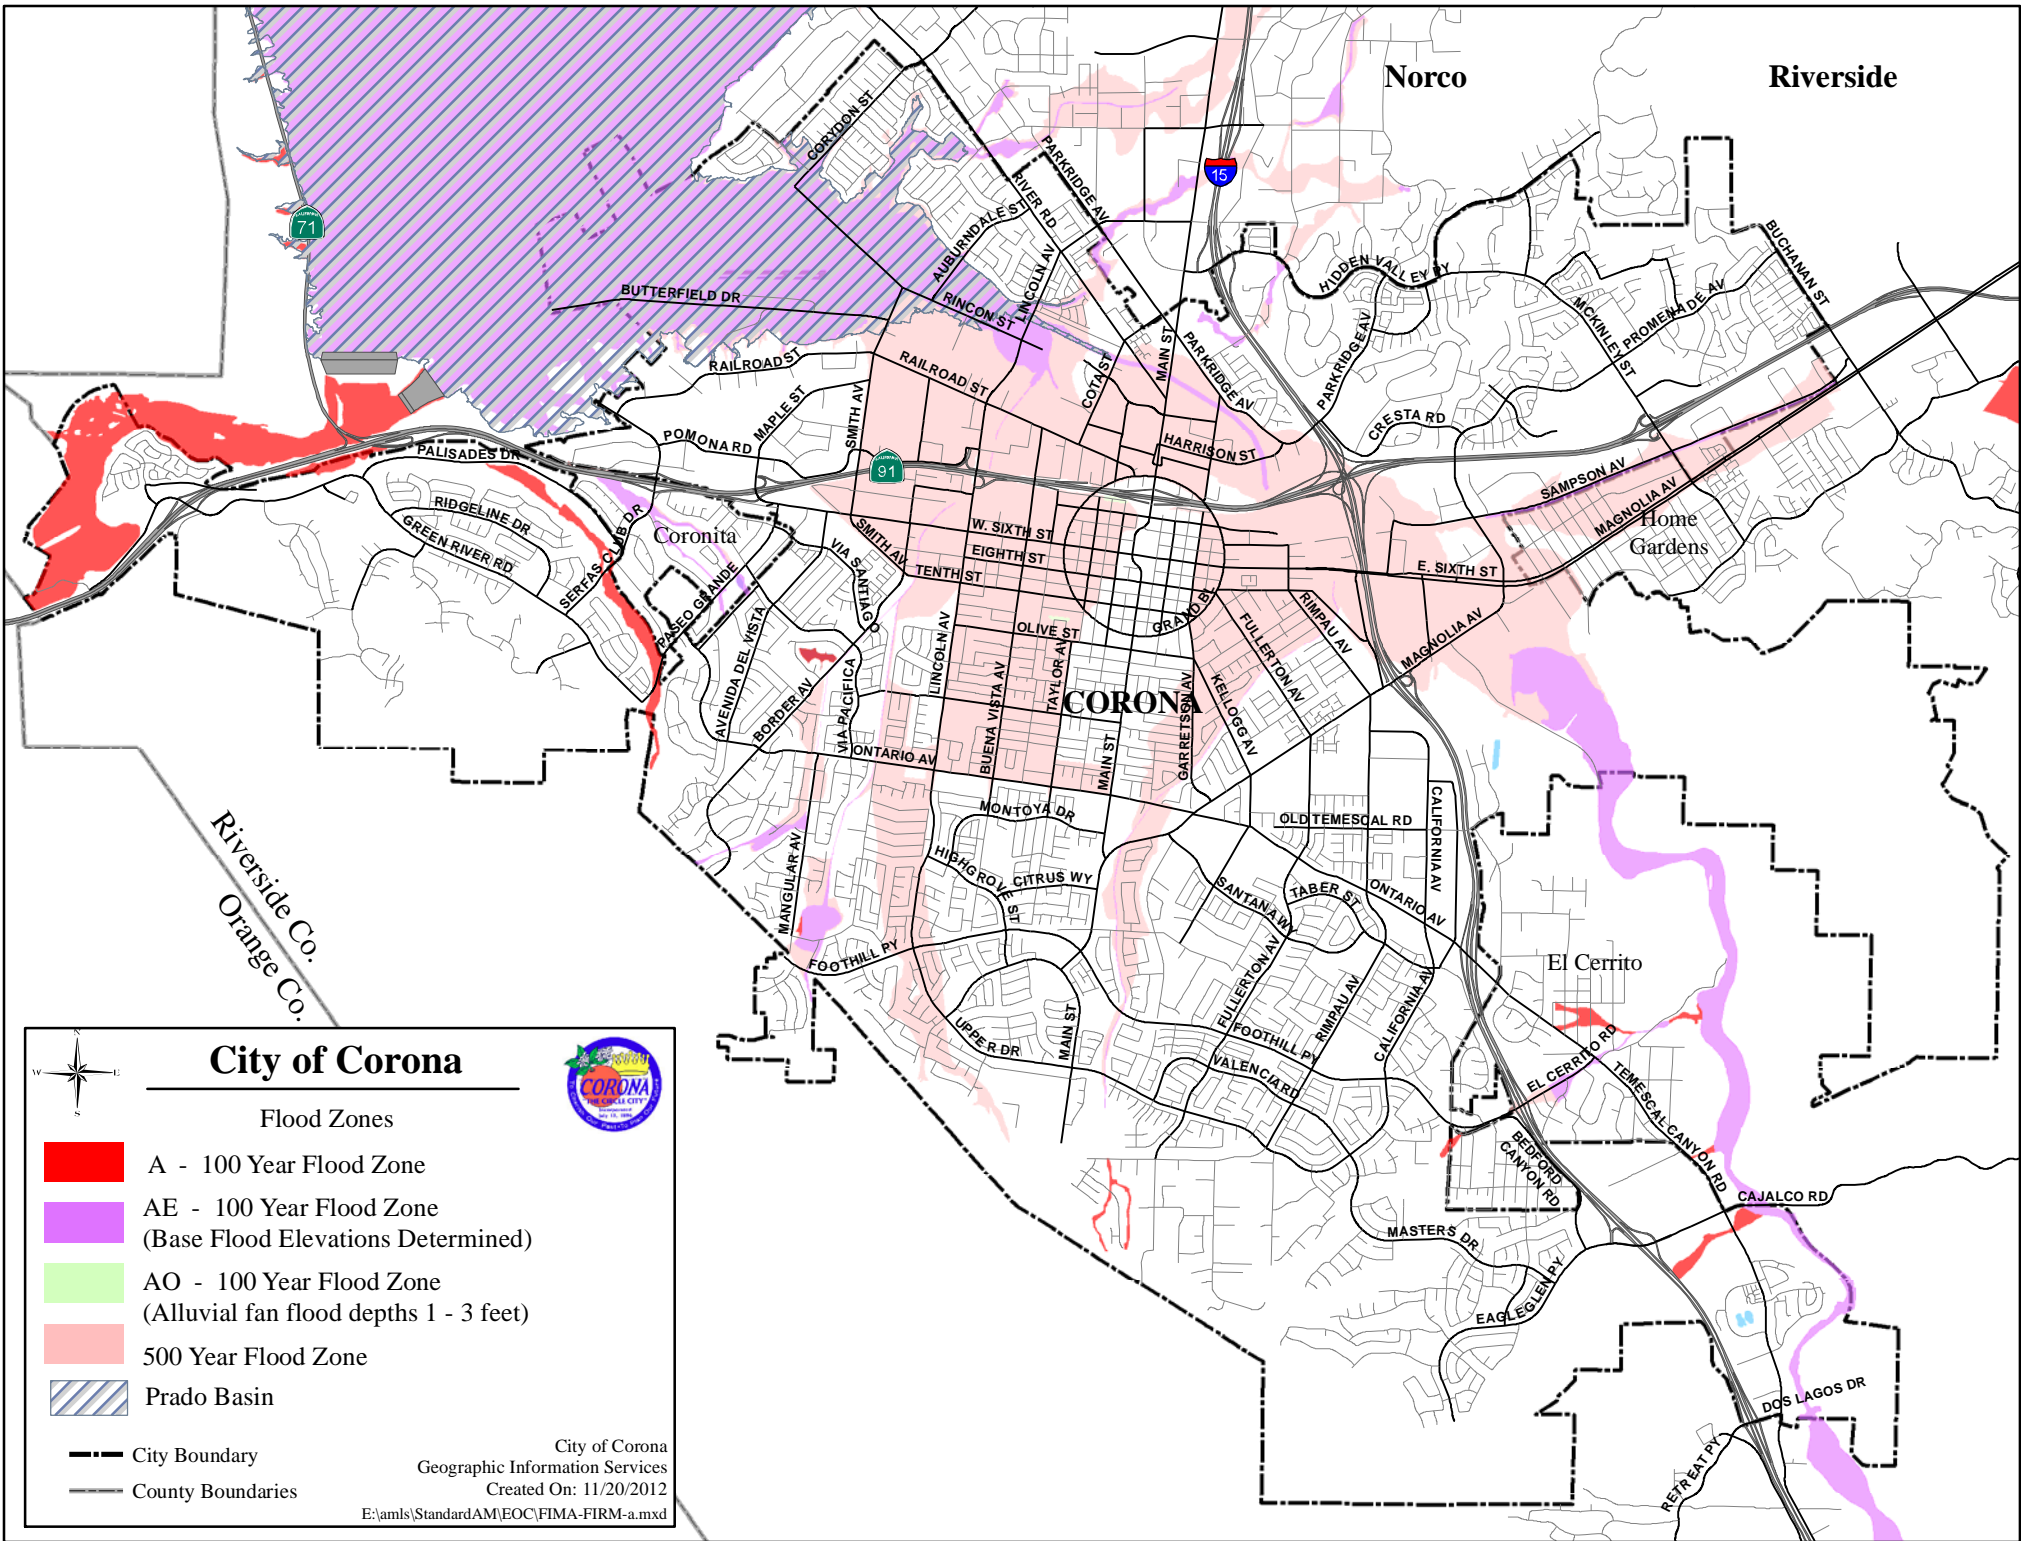 Norco
Riverside
CORYDON ST
PARKRIDGE AV
RIVER RD
15
71
AUBURNDALE ST
LINCOLN AV
HIDDEN VALLEY PY
BUCHANAN ST
BUTTERFIELD DR
RINCON ST
MCKINLEY ST
PROMENADE AV
MAIN ST
PARKRIDGE AV
PARKRIDGE AV
RAILROAD ST
RAILROAD ST
COTA ST
MAPLE ST
SMITH AV
CRESTA RD
POMONA RD
HARRISON ST
PALISADES DR
91
SAMPSON AV
MAGNOLIA AV
RIDGELINE DR
GREEN RIVER RD
SERFAS CLUB DR
Coronita
W. SIXTH ST
EIGHTH ST
TENTH ST
SMITH AV
VIA SANTIAGO
Home
Gardens
E. SIXTH ST
PASEO GRANDE
GRAND BL
RIMPAU AV
FULLERTON AV
MAGNOLIA AV
AVENIDA DEL VISTA
LINCOLN AV
OLIVE ST
TAYLOR AV
BUENA VISTA AV
CORONA
GARRETSON AV
KELLOGG AV
BORDER AV
VIA PACIFICA
ONTARIO AV
MAIN ST
MONTOYA DR
OLD TEMESCAL RD
CALIFORNIA AV
MANGULAR AV
HIGHGROVE ST
CITRUS WY
SANTANA WY
TABER ST
ONTARIO AV
Riverside Co.
Orange Co.
FOOTHILL PY
FULLERTON AV
RIMPAU AV
CALIFORNIA AV
El Cerrito
UPPER DR
MAIN ST
FOOTHILL PY
VALENCIA RD
EL CERRITO RD
TEMESCAL CANYON RD
BEDFORD
CANYON RD
CAJALCO RD
MASTERS DR
EAGLEGLEN PY
DOS LAGOS DR
RETREAT PY
N
W
E
S
City of Corona
CORONA
THE CIRCLE CITY
Flood Zones
A - 100 Year Flood Zone
AE - 100 Year Flood Zone
(Base Flood Elevations Determined)
AO - 100 Year Flood Zone
(Alluvial fan flood depths 1 - 3 feet)
500 Year Flood Zone
Prado Basin
City Boundary
County Boundaries
City of Corona
Geographic Information Services
Created On: 11/20/2012
E:\amls\StandardAM\EOC\FIMA-FIRM-a.mxd